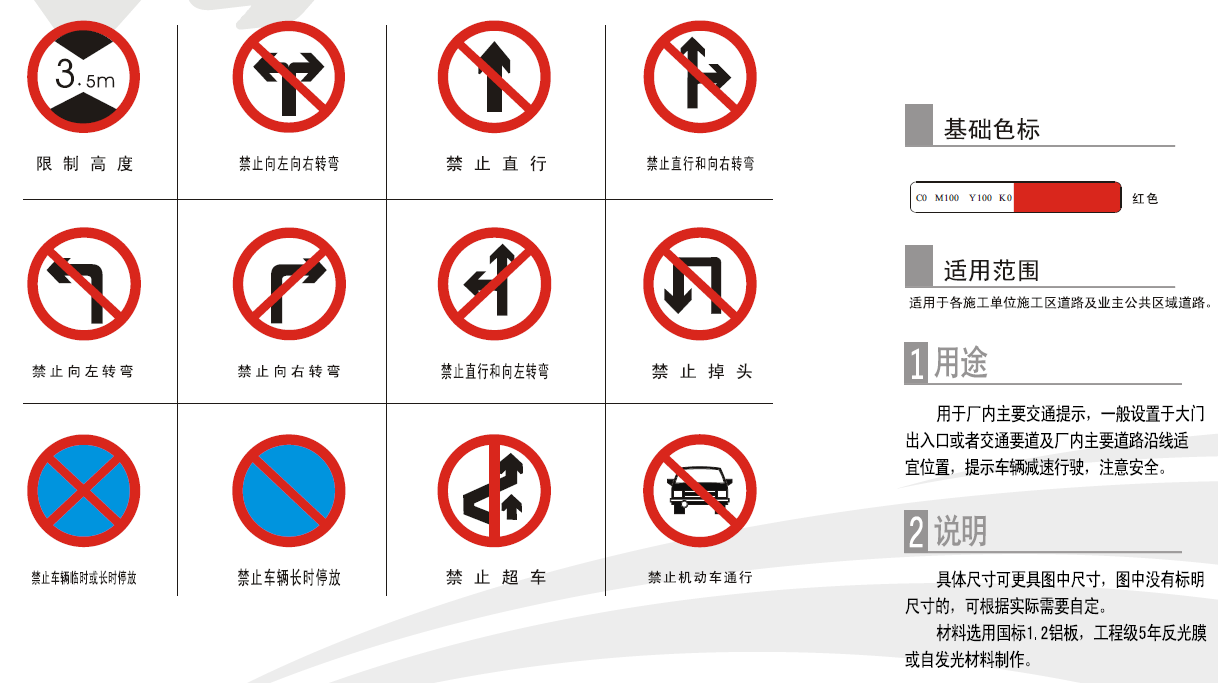 3.5m
限制高度
禁止向左向右转弯
禁止直行
禁止直行和向右转弯
禁止向左转弯
禁止向右转弯
禁止直行和向左转弯
禁止掉头
禁止车辆临时或长时停放
禁止车辆长时停放
禁止超车
禁止机动车通行
基础色标
C0 M100 Y100 K0
红色
适用范围
适用于各施工单位施工区道路及业主公共区域道路。
1 用途
用于厂内主要交通提示，一般设置于大门
出入口或者交通要道及厂内主要道路沿线适
宜位置，提示车辆减速行驶，注意安全。
2 说明
具体尺寸可更具图中尺寸，图中没有标明
尺寸的，可根据实际需要自定。
材料选用国标1.2铝板，工程级5年反光膜
或自发光材料制作。